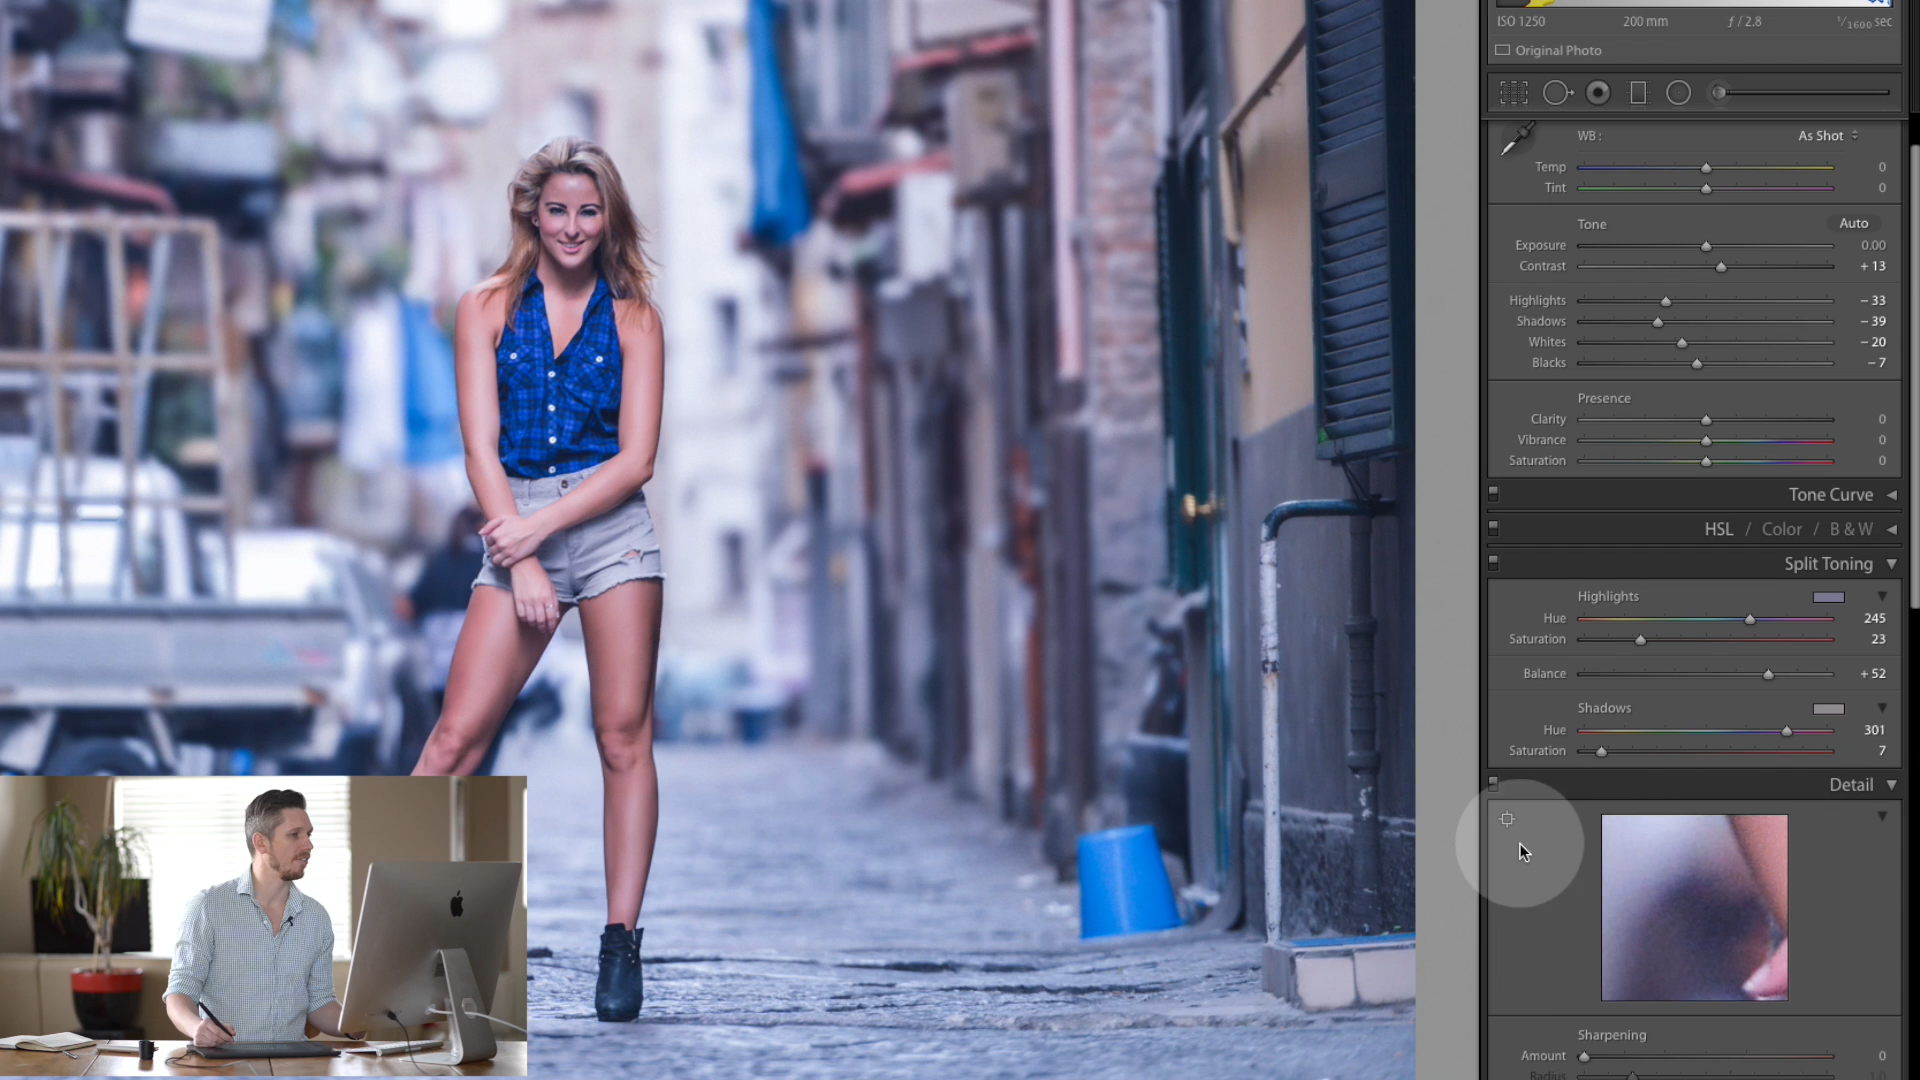 ISO 1250 200 mm ƒ / 2.8 1/1600 sec
Original Photo
WB : As Shot
Temp 0
Tint 0
Tone Auto
Exposure 0.00
Contrast + 13
Highlights − 33
Shadows − 39
Whites − 20
Blacks − 7
Presence
Clarity 0
Vibrance 0
Saturation 0
Tone Curve
HSL / Color / B & W
Split Toning
Highlights
Hue 245
Saturation 23
Balance + 52
Shadows
Hue 301
Saturation 7
Detail
Sharpening
Amount 0
Radius 1.0